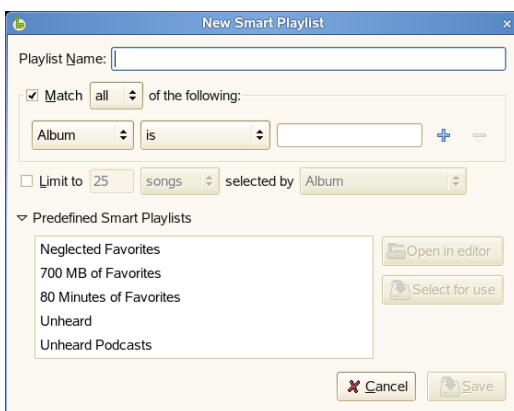 New Smart Playlist
Playlist Name:
Match all of the following:
Album is
Limit to 25 songs selected by Album
Predefined Smart Playlists
Neglected Favorites
700 MB of Favorites
80 Minutes of Favorites
Unheard
Unheard Podcasts
Open in editor
Select for use
Cancel Save